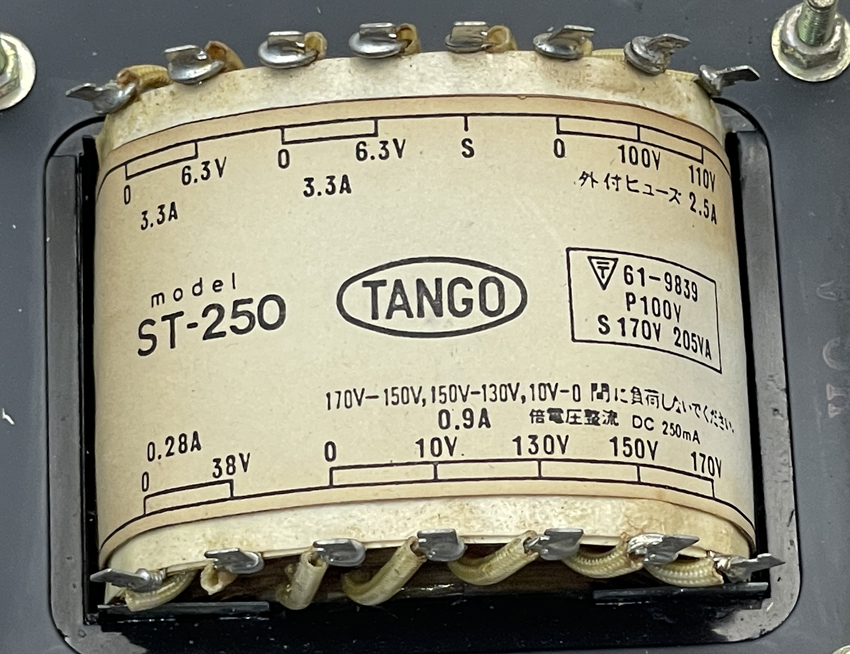 0 6.3V 0 6.3V S 0 100V 110V
3.3A 3.3A 外付ヒューズ 2.5A
model
ST-250
TANGO
〒 61-9839
P100V
S170V 205VA
170V-150V,150V-130V,10V-0 間に負荷しないでください.
0.9A 倍電圧整流 DC 250mA
0.28A
0 38V 0 10V 130V 150V 170V